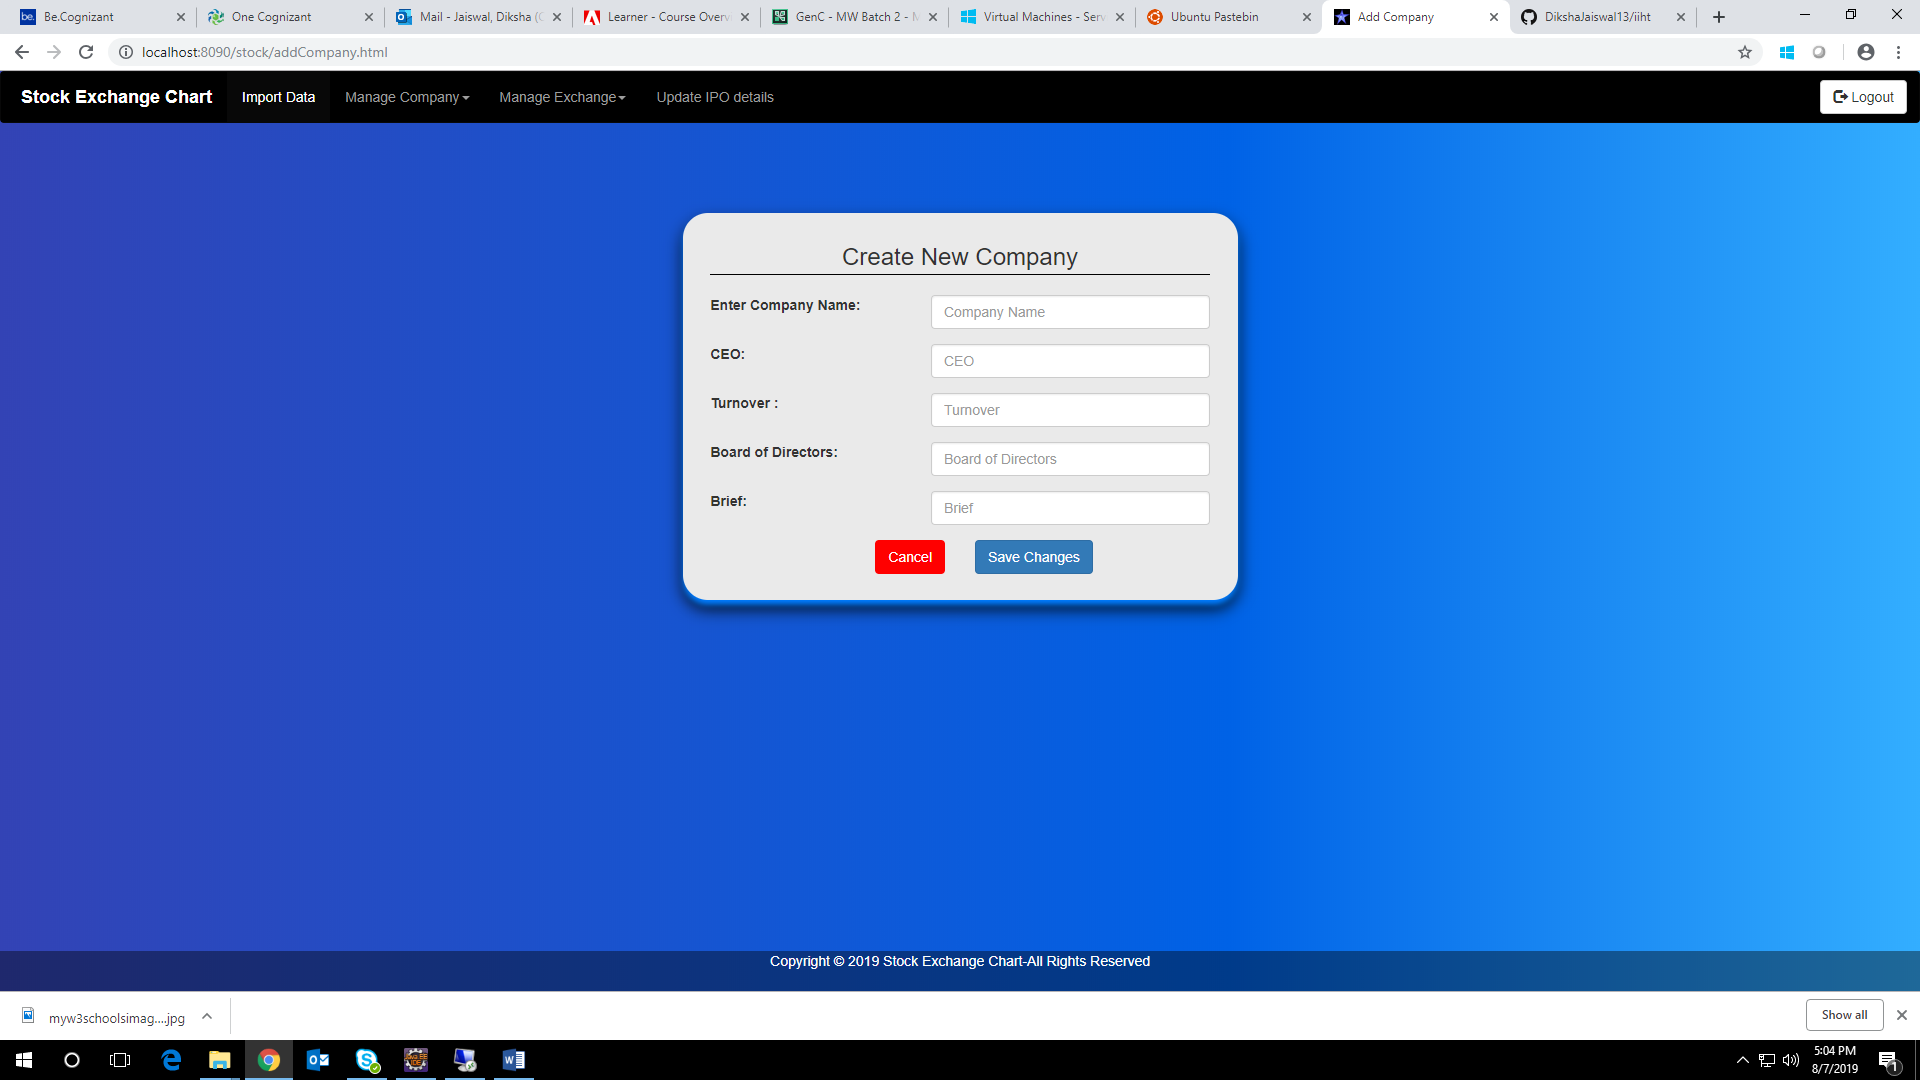 Be.Cognizant
One Cognizant
Mail - Jaiswal, Diksha (
Learner - Course Overv
GenC - MW Batch 2 -
Virtual Machines - Serv
Ubuntu Pastebin
Add Company
DikshaJaiswal13/iiht
localhost:8090/stock/addCompany.html
Stock Exchange Chart
Import Data
Manage Company
Manage Exchange
Update IPO details
Logout
Create New Company
Enter Company Name:
Company Name
CEO:
CEO
Turnover :
Turnover
Board of Directors:
Board of Directors
Brief:
Brief
Cancel
Save Changes
Copyright © 2019 Stock Exchange Chart-All Rights Reserved
myw3schoolsimag....jpg
Show all
5:04 PM
8/7/2019
1